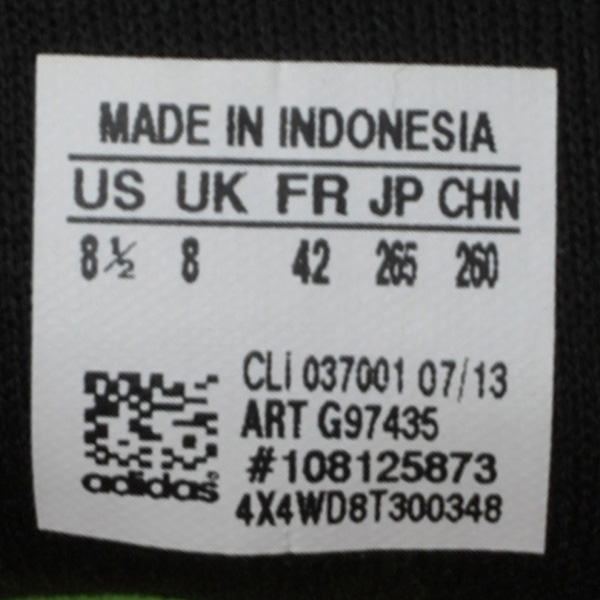 MADE IN INDONESIA
US UK FR JP CHN
8½ 8 42 265 260
CLi 037001 07/13
ART G97435
#108125873
4X4WD8T300348
adidas